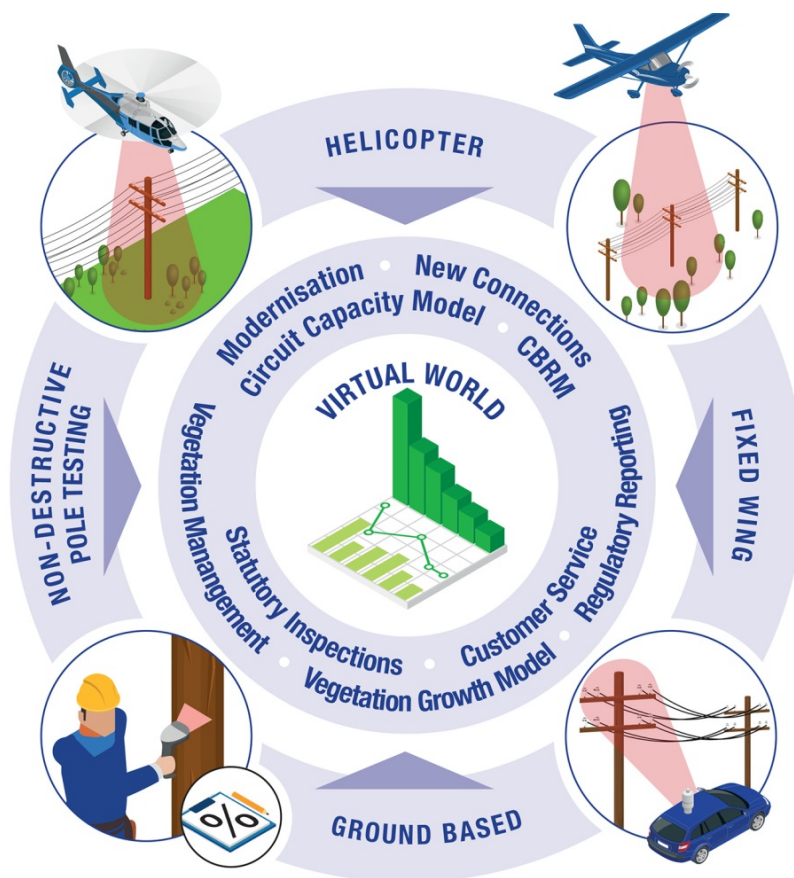 HELICOPTER
Modernisation • New Connections
Circuit Capacity Model • CBRM
VIRTUAL WORLD
NON-DESTRUCTIVE
POLE TESTING
FIXED WING
Vegetation Manangement
Regulatory Reporting
Statutory Inspections • Customer Service
• Vegetation Growth Model •
%
GROUND BASED